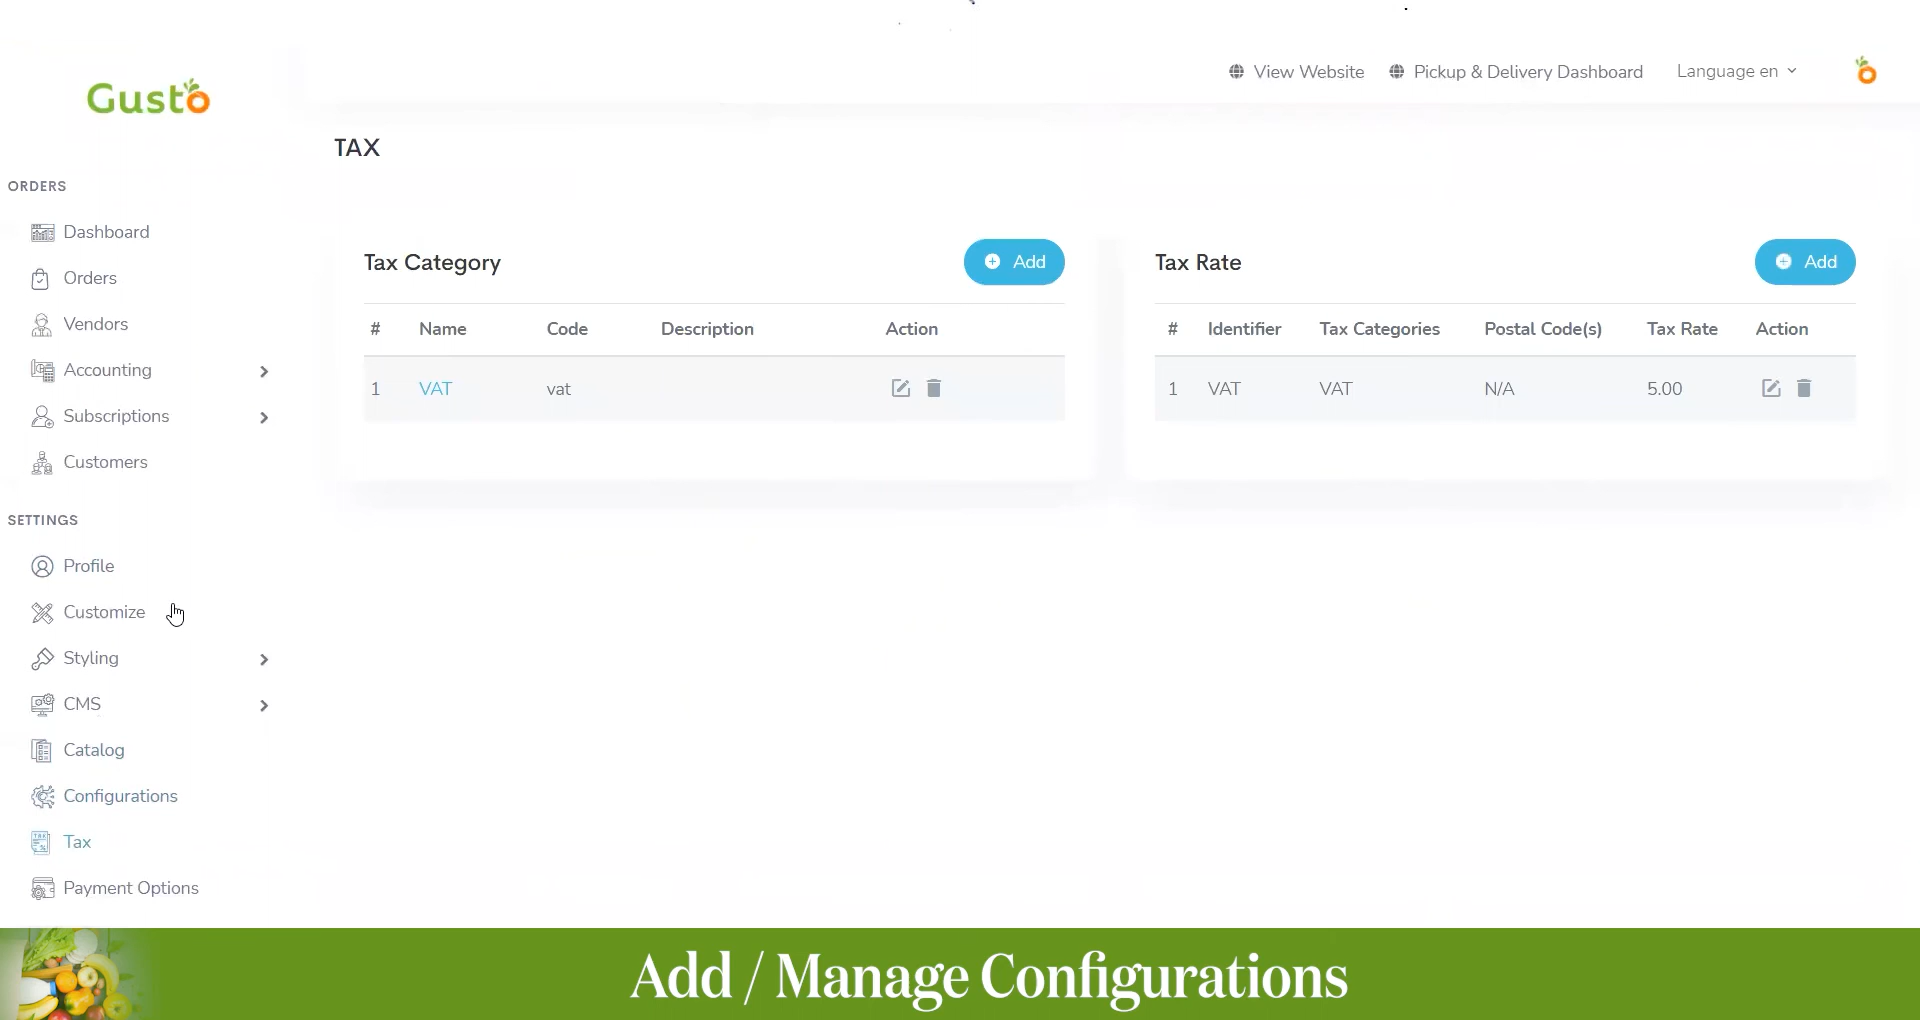 View Website
Pickup & Delivery Dashboard
Language en
Gusto
TAX
ORDERS
Dashboard
Orders
Vendors
Accounting
Subscriptions
Customers
SETTINGS
Profile
Customize
Styling
CMS
Catalog
Configurations
Tax
Payment Options
Tax Category
Add
# Name Code Description Action
1 VAT vat
Tax Rate
Add
# Identifier Tax Categories Postal Code(s) Tax Rate Action
1 VAT VAT N/A 5.00
Add / Manage Configurations